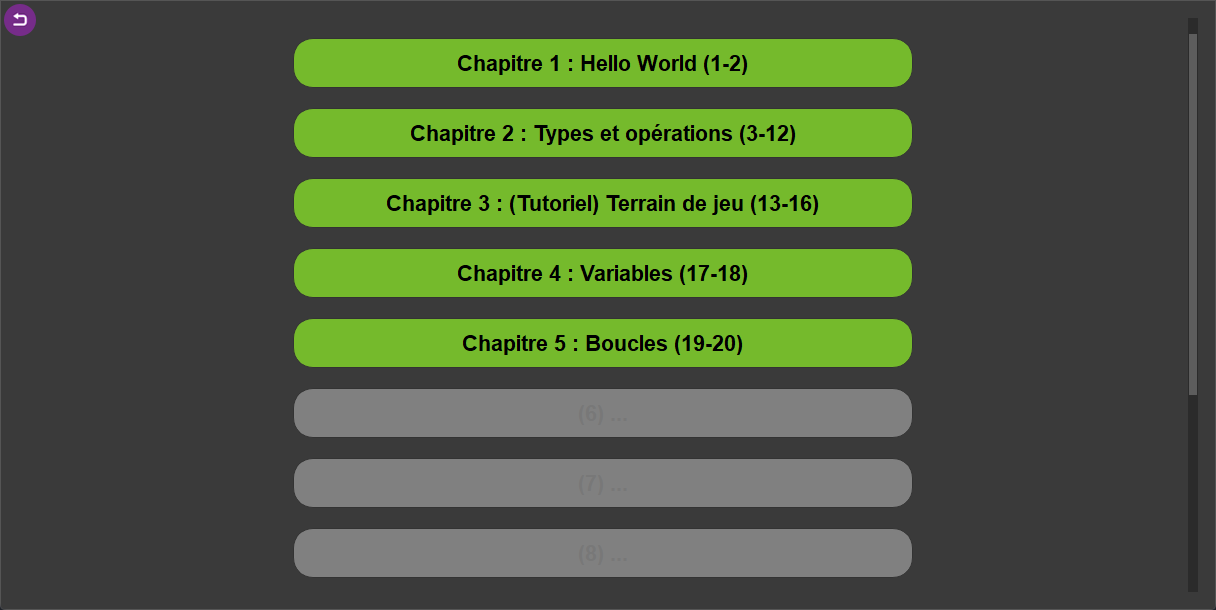 Chapitre 1 : Hello World (1-2)
Chapitre 2 : Types et opérations (3-12)
Chapitre 3 : (Tutoriel) Terrain de jeu (13-16)
Chapitre 4 : Variables (17-18)
Chapitre 5 : Boucles (19-20)
(6) ...
(7) ...
(8) ...